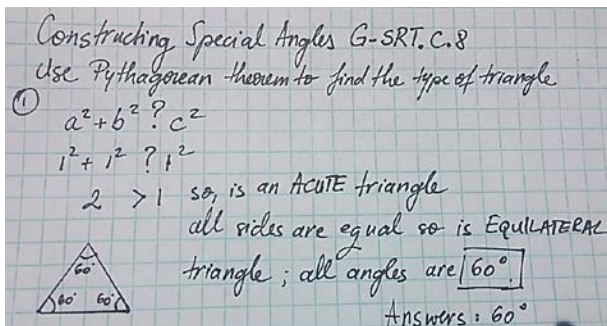 Constructing Special Angles G-SRT.C.8
Use Pythagorean theorem to find the type of triangle
① a² + b² ? c²
1² + 1² ? 1²
2 > 1 so, is an ACUTE triangle
all sides are equal so is EQUILATERAL
triangle; all angles are 60°.
60°
60° 60°
Answers: 60°